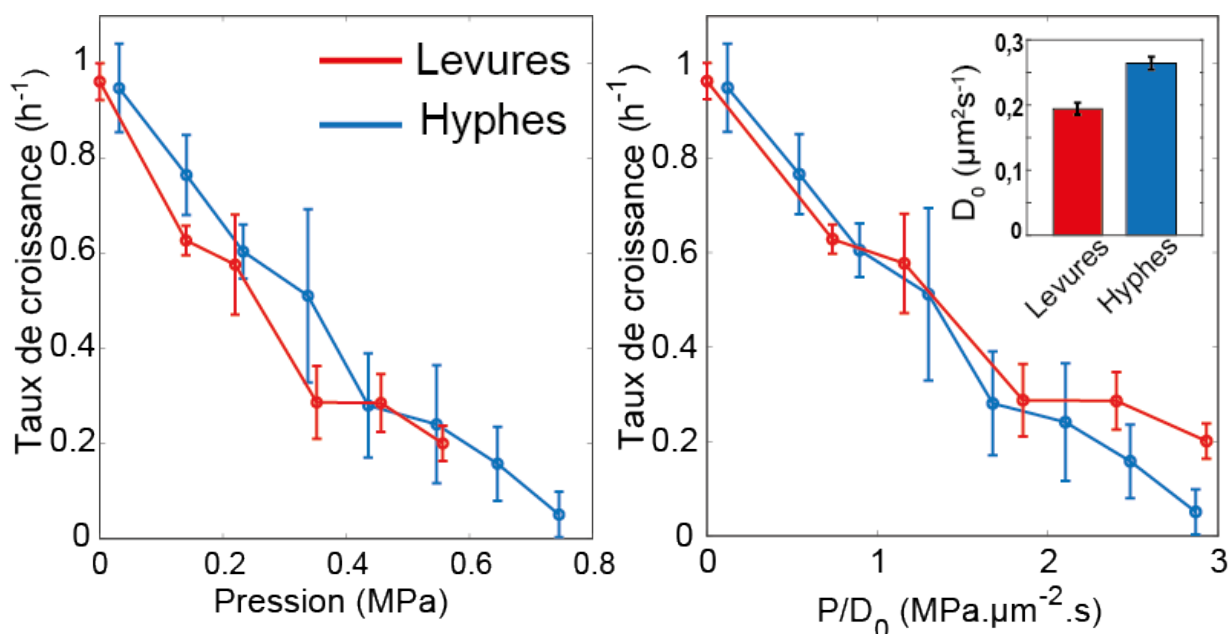 Taux de croissance (h⁻¹)
1
0.8
0.6
0.4
0.2
0
0
0.2
0.4
0.6
0.8
Pression (MPa)
Levures
Hyphes
Taux de croissance (h⁻¹)
1
0.8
0.6
0.4
0.2
0
0
1
2
3
P/D₀ (MPa.µm⁻².s)
D₀ (µm²s⁻¹)
0,3
0,2
0,1
0
Levures
Hyphes